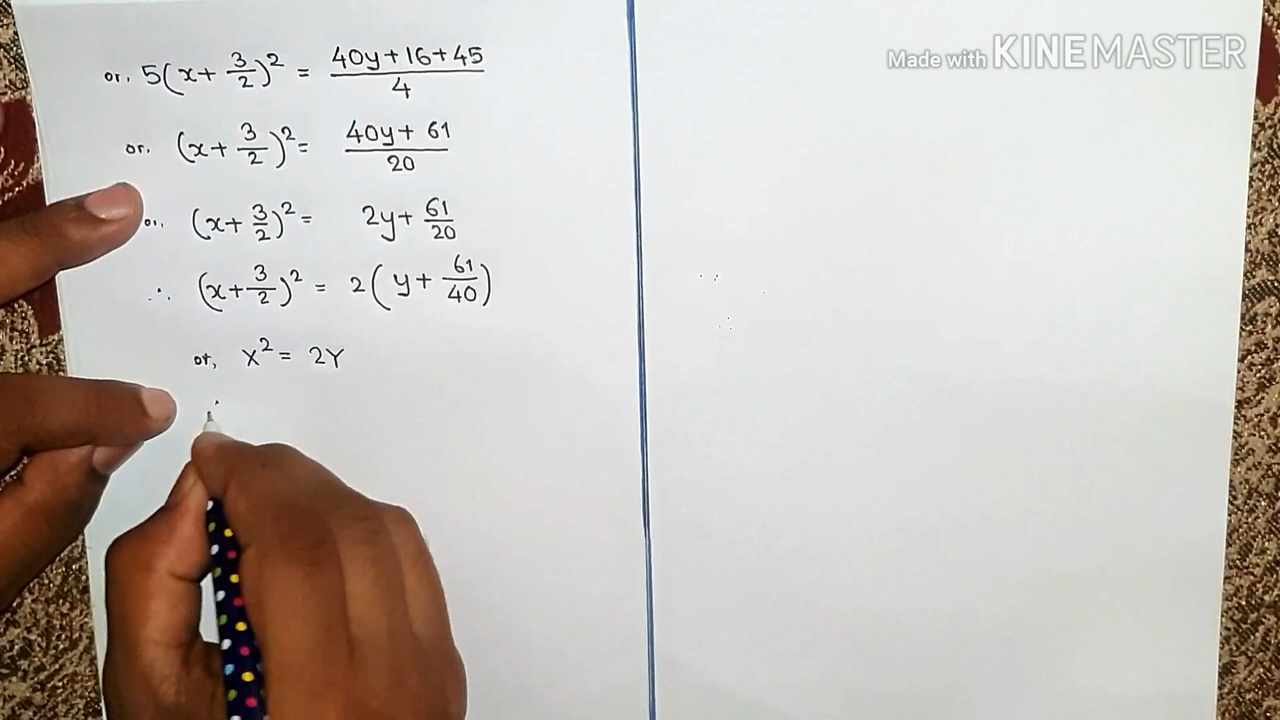 Made with KINEMASTER
or, 5(x + 3/2)² = (40y + 16 + 45)/4
or, (x + 3/2)² = (40y + 61)/20
or, (x + 3/2)² = 2y + 61/20
∴ (x + 3/2)² = 2(y + 61/40)
or, X² = 2Y